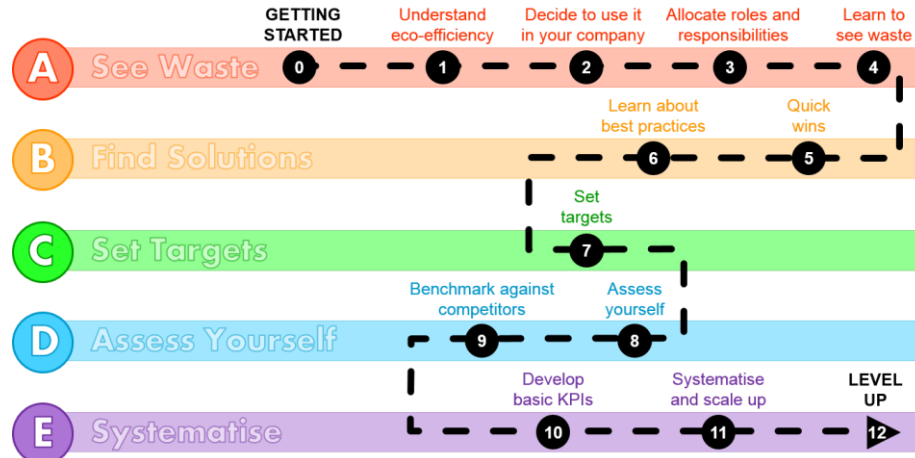 GETTING
STARTED
Understand
eco-efficiency
Decide to use it
in your company
Allocate roles and
responsibilities
Learn to
see waste
A
See Waste
0
1
2
3
4
Learn about
best practices
Quick
wins
B
Find Solutions
6
5
Set
targets
C
Set Targets
7
Benchmark against
competitors
Assess
yourself
D
Assess Yourself
9
8
Develop
basic KPIs
Systematise
and scale up
LEVEL
UP
E
Systematise
10
11
12